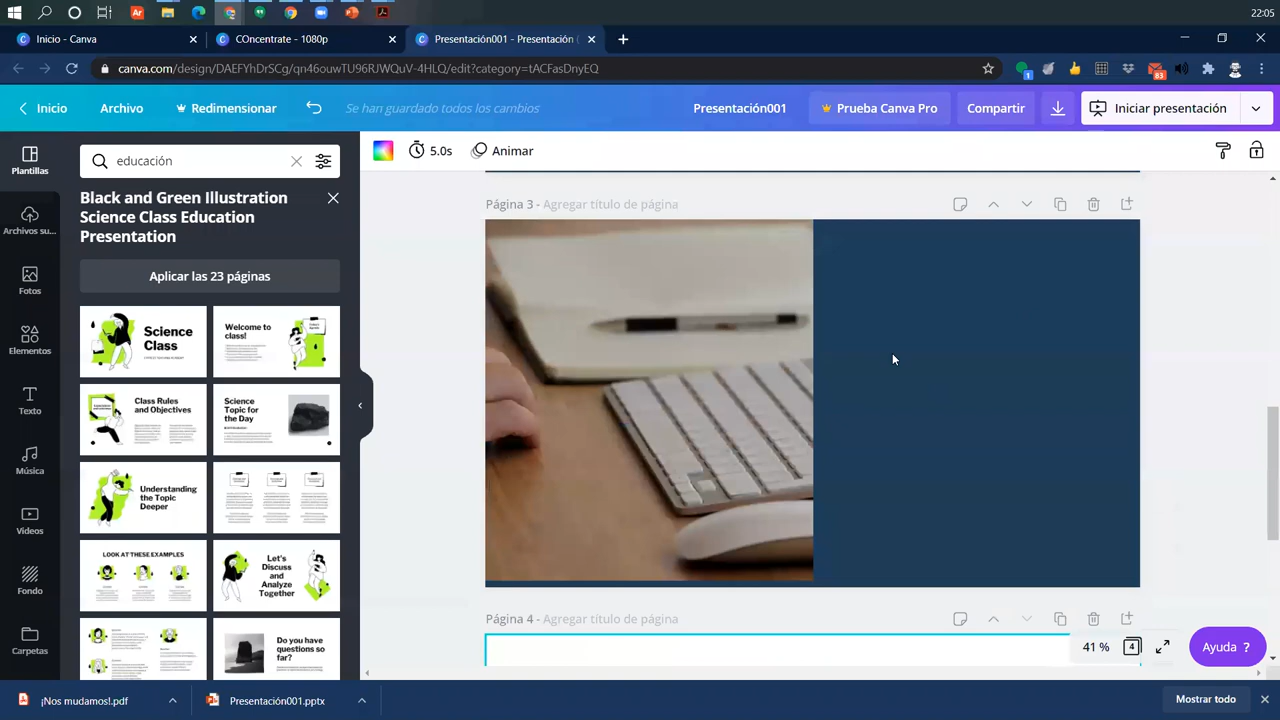 22:05
Inicio - Canva
COncentrate - 1080p
Presentación001 - Presentación (
canva.com/design/DAEFYhDrSCg/qn46ouwTU96RJWQuV-4HLQ/edit?category=tACFasDnyEQ
1
83
Inicio
Archivo
Redimensionar
Se han guardado todos los cambios
Presentación001
Prueba Canva Pro
Compartir
Iniciar presentación
Plantillas
educación
5.0s
Animar
Black and Green Illustration
Science Class Education
Presentation
Archivos su...
Aplicar las 23 páginas
Fotos
Elementos
Texto
Música
Videos
Fondo
Carpetas
Science
Class
Welcome to
class!
Class Rules
and Objectives
Science
Topic for
the Day
Understanding
the Topic
Deeper
LOOK AT THESE EXAMPLES
Let's
Discuss
and
Analyze
Together
Do you have
questions so
far?
Página 3 - Agregar título de página
Página 4 - Agregar título de página
41 %
4
Ayuda ?
¡Nos mudamos!.pdf
Presentación001.pptx
Mostrar todo